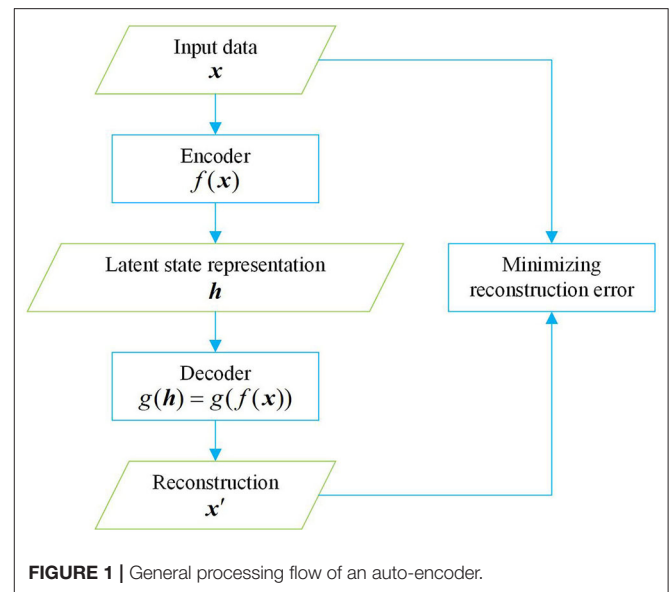 Input data
x
Encoder
f(x)
Latent state representation
h
Minimizing
reconstruction error
Decoder
g(h) = g(f(x))
Reconstruction
x′
FIGURE 1 | General processing flow of an auto-encoder.